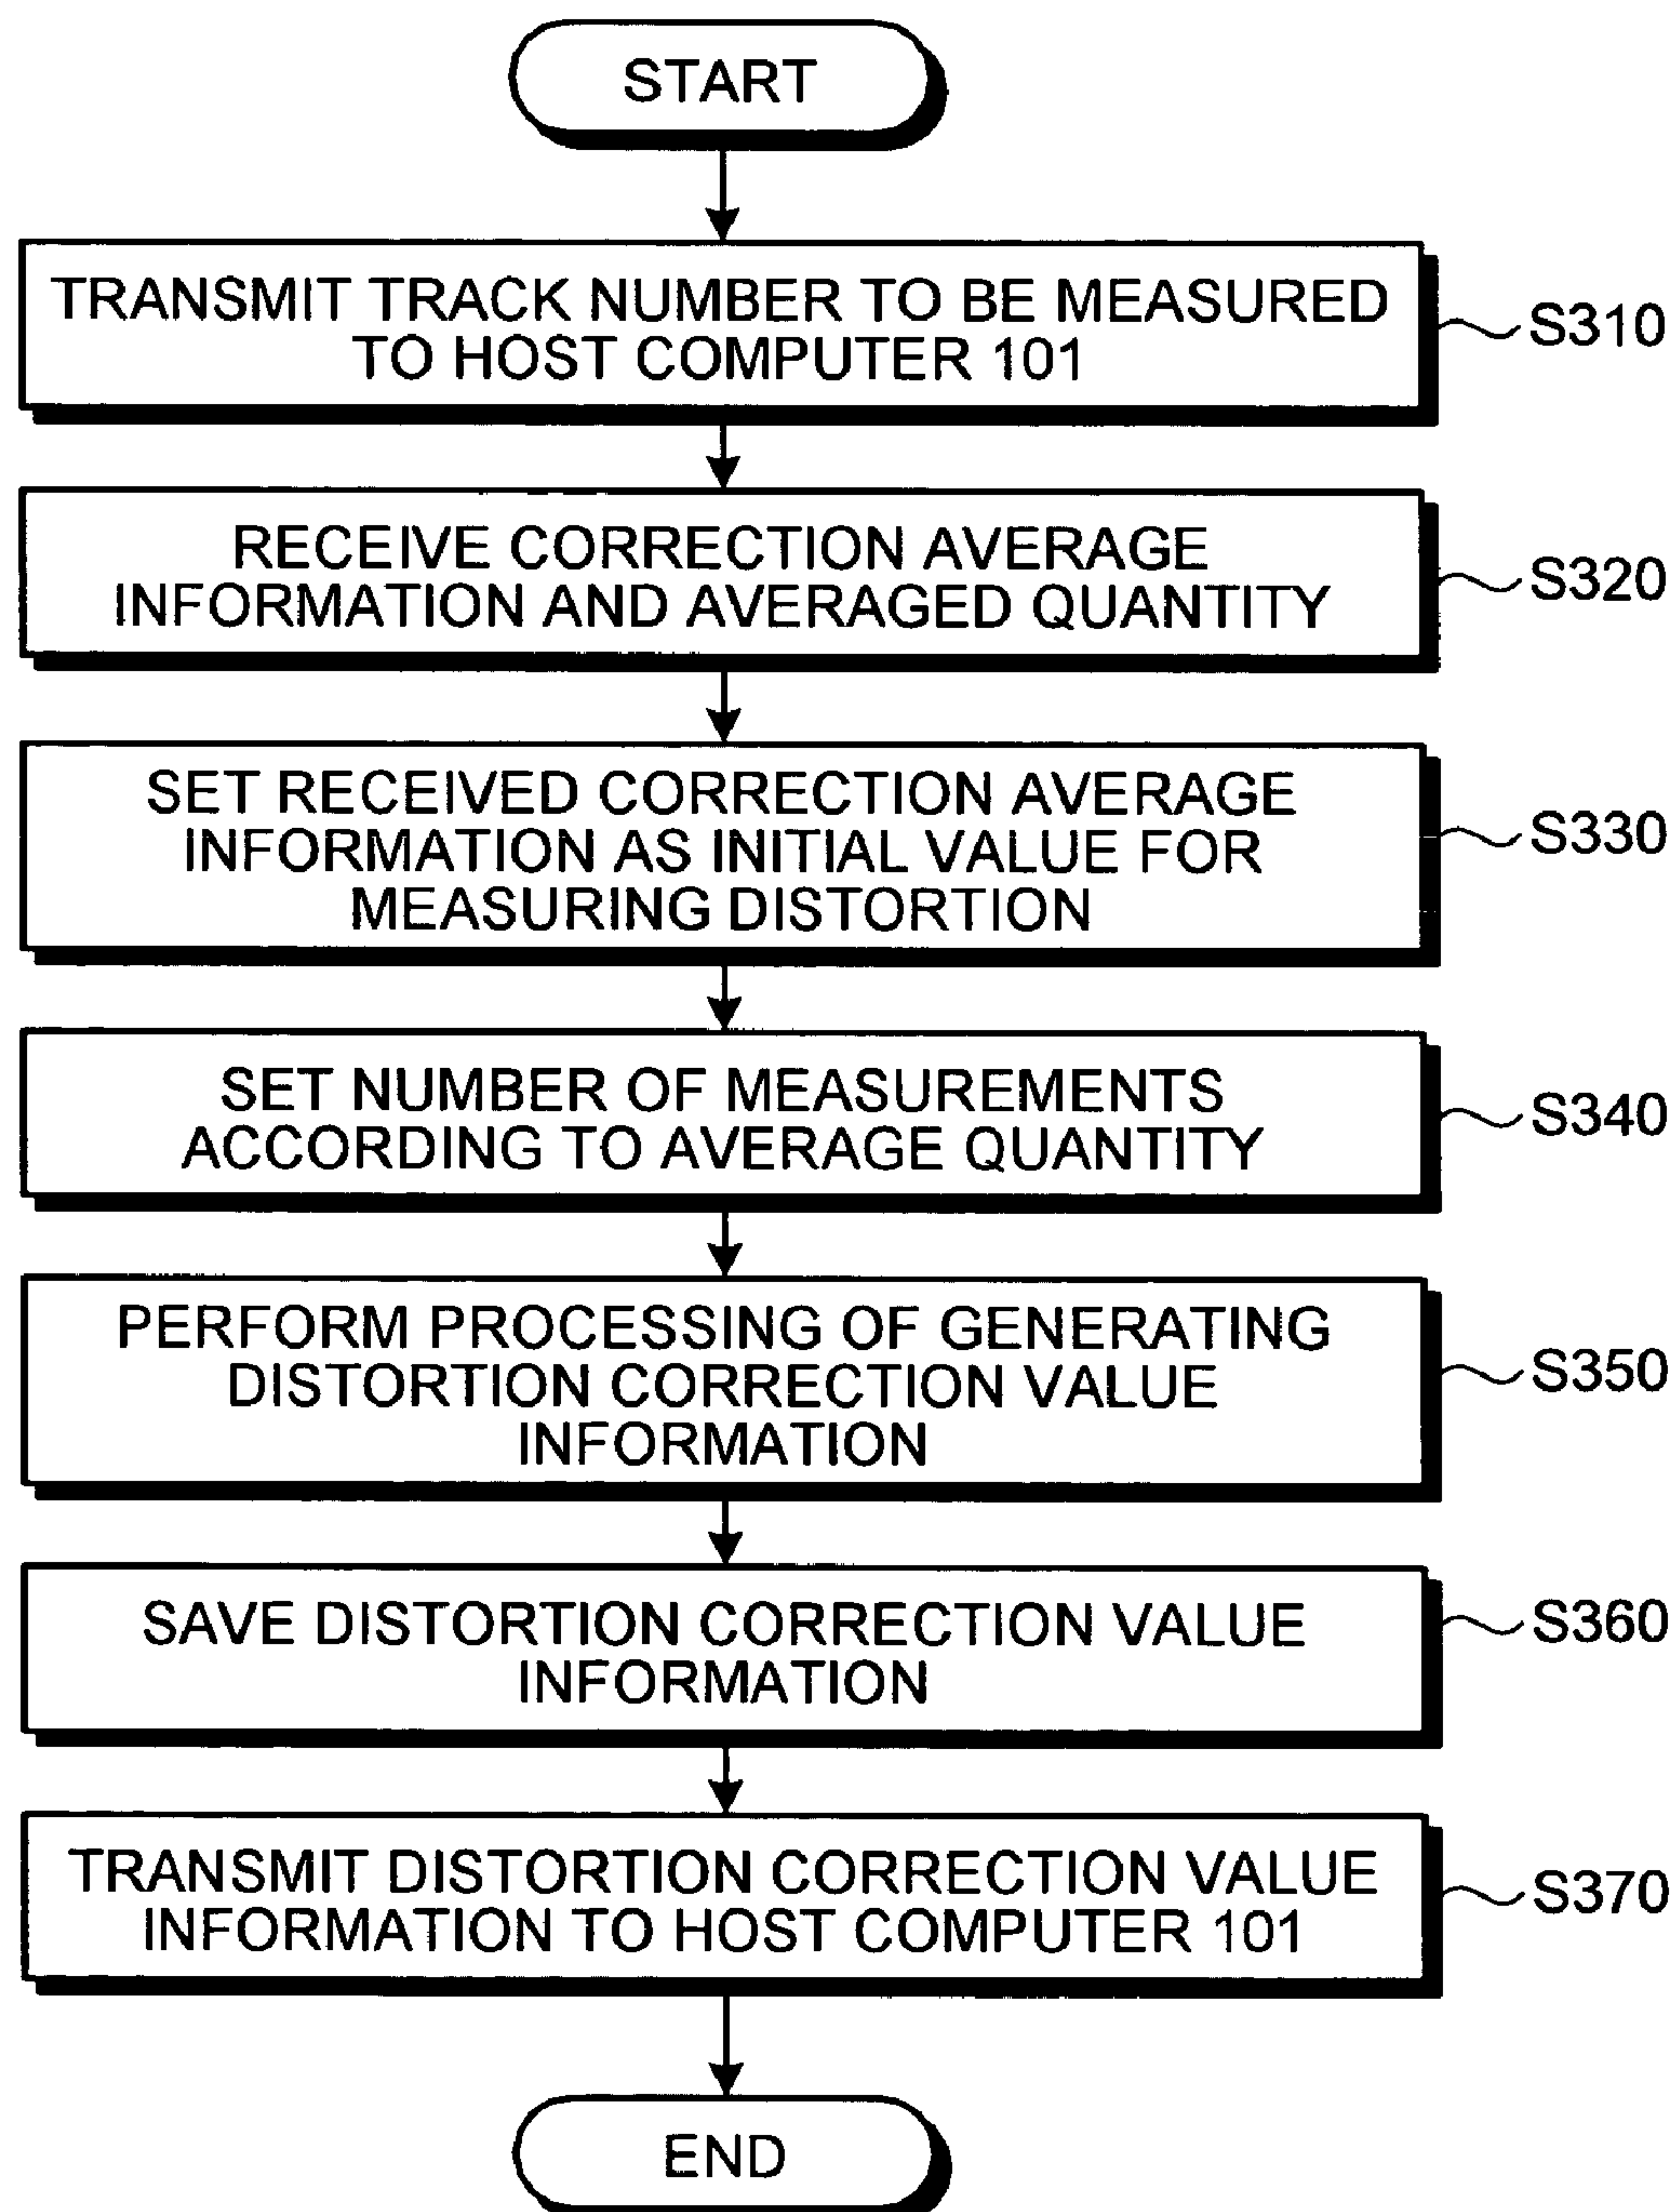 START
TRANSMIT TRACK NUMBER TO BE MEASURED
TO HOST COMPUTER 101
S310
RECEIVE CORRECTION AVERAGE
INFORMATION AND AVERAGED QUANTITY
S320
SET RECEIVED CORRECTION AVERAGE
INFORMATION AS INITIAL VALUE FOR
MEASURING DISTORTION
S330
SET NUMBER OF MEASUREMENTS
ACCORDING TO AVERAGE QUANTITY
S340
PERFORM PROCESSING OF GENERATING
DISTORTION CORRECTION VALUE
INFORMATION
S350
SAVE DISTORTION CORRECTION VALUE
INFORMATION
S360
TRANSMIT DISTORTION CORRECTION VALUE
INFORMATION TO HOST COMPUTER 101
S370
END